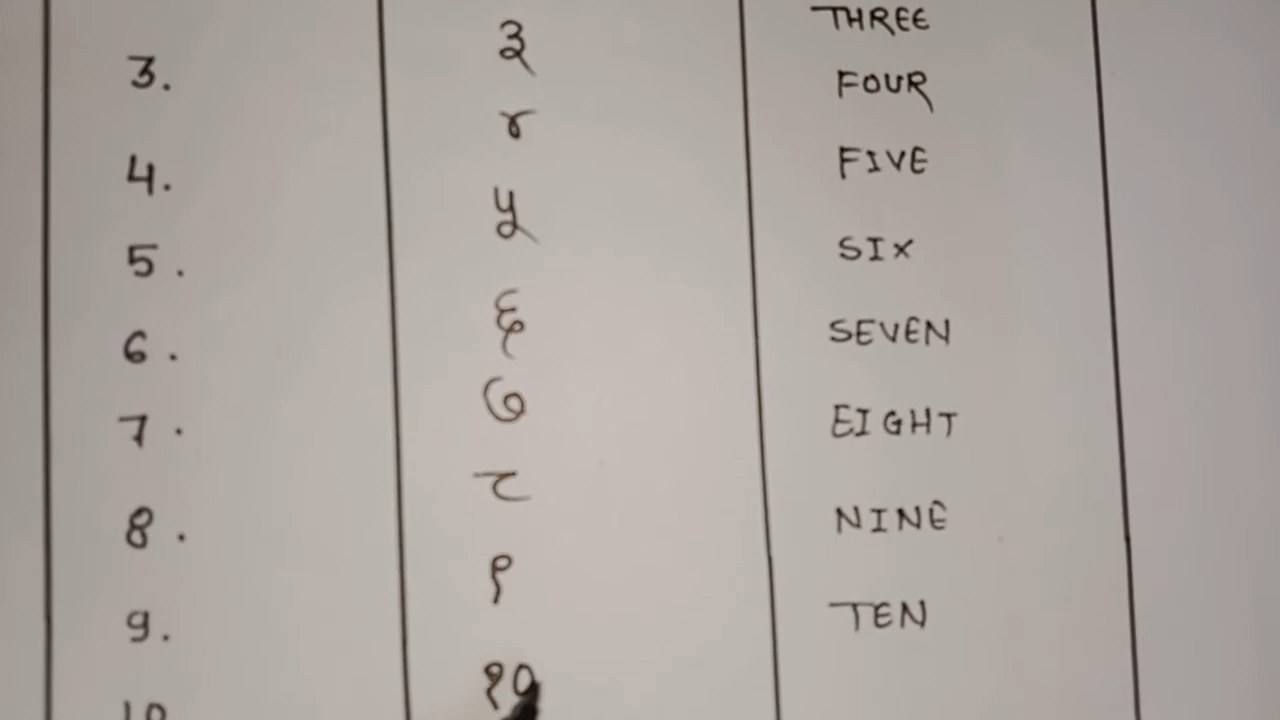 3. ३ THREE
4. ४ FOUR
5. ५ FIVE
6. ६ SIX
7. ७ SEVEN
8. ८ EIGHT
9. ९ NINE
10 १० TEN